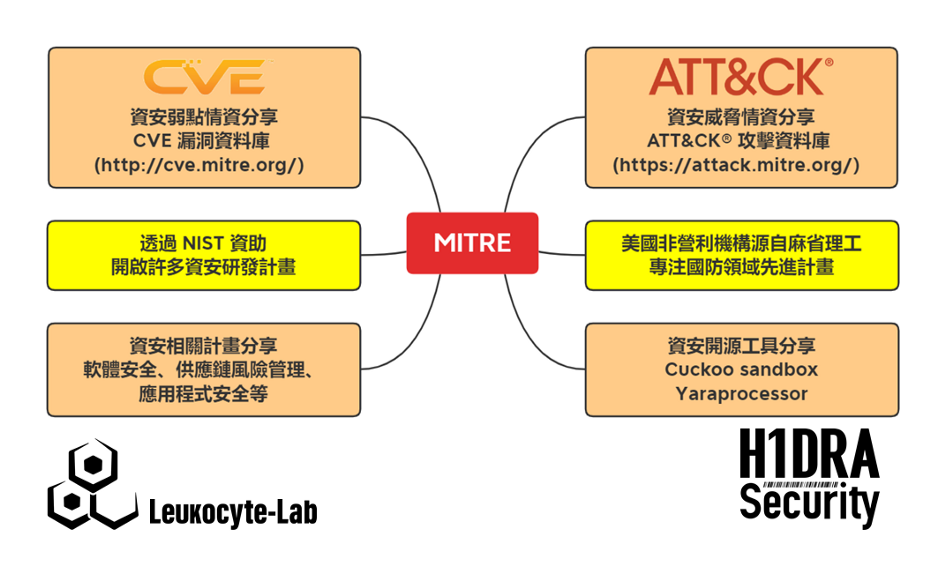 CVE
資安弱點情資分享
CVE 漏洞資料庫
(http://cve.mitre.org/)
透過 NIST 資助
開啟許多資安研發計畫
資安相關計畫分享
軟體安全、供應鏈風險管理、
應用程式安全等
MITRE
ATT&CK®
資安威脅情資分享
ATT&CK® 攻擊資料庫
(https://attack.mitre.org/)
美國非營利機構源自麻省理工
專注國防領域先進計畫
資安開源工具分享
Cuckoo sandbox
Yaraprocessor
Leukocyte-Lab
H1DRA
Security